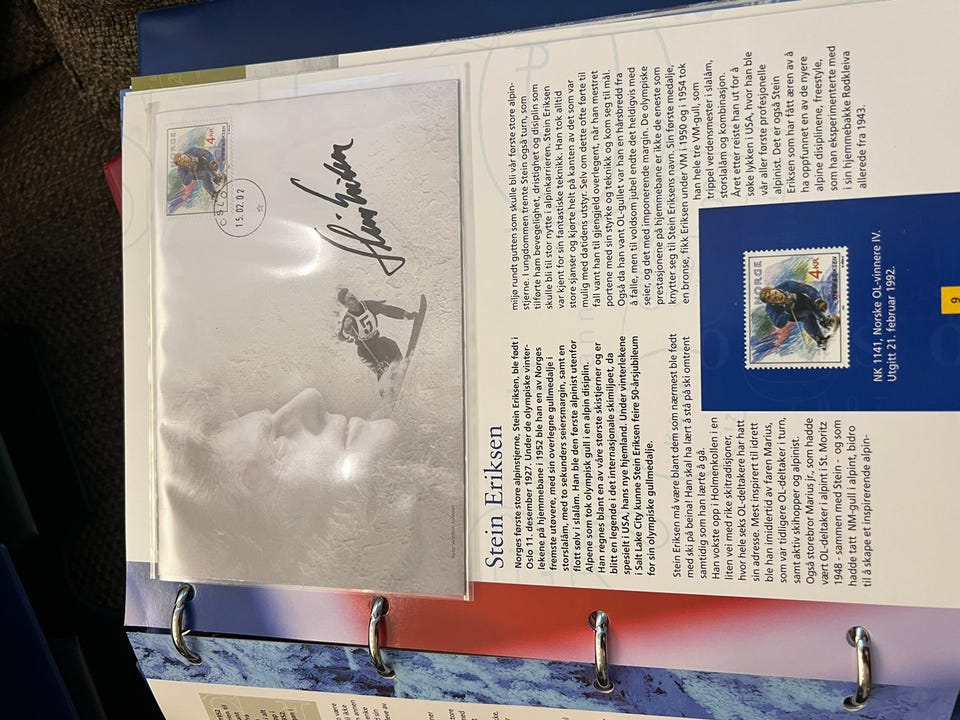 NORGE
4 KR
OSLO
15.02.02
Stein Eriksen
Stein Eriksen
Norges første store alpinstjerne, Stein Eriksen, ble født i
Oslo 11. desember 1927. Under de olympiske vinter-
lekene på hjemmebane i 1952 ble han en av Norges
fremste utøvere, med sin overlegne gullmedalje i
storslalåm, med to sekunders seiersmargin, samt en
flott sølv i slalåm. Han ble den første alpinist utenfor
Alpene som tok olympisk gull i en alpin disiplin.
Han regnes blant en av våre største skistjerner og er
blitt en legende i det internasjonale skimiljøet, da
spesielt i USA, hans nye hjemland. Under vinterlekene
i Salt Lake City kunne Stein Eriksen feire 50-årsjubileum
for sin olympiske gullmedalje.
Stein Eriksen må være blant dem som nærmest ble født
med ski på beina! Han skal ha lært å stå på ski omtrent
samtidig som han lærte å gå.
Han vokste opp i Holmenkollen i en
liten vei med rike skitradisjoner,
hvor hele seks OL-deltakere har hatt
sin adresse. Mest inspirert til idrett
ble han imidlertid av faren Marius,
som var tidligere OL-deltaker i turn,
samt aktiv skihopper og alpinist.
Også storebror Marius jr., som hadde
vært OL-deltaker i alpint i St. Moritz
1948 - sammen med Stein - og som
hadde tatt NM-gull i alpint, bidro
til å skape et inspirerende alpin-
miljø rundt gutten som skulle bli vår første store alpin-
stjerne. I ungdommen trente Stein også i turn, som
tilførte ham bevegelighet, dristighet og disiplin som
skulle bli til stor nytte i alpinkarrieren. Stein Eriksen
var kjent for sin fantastiske teknikk. Han tok alltid
store sjanser og kjørte helt på kanten av det som var
mulig med datidens utstyr. Selv om dette ofte førte til
fall vant han til gjengjeld overlegent, når han mestret
portene med sin styrke og teknikk og kom seg til mål.
Også da han vant OL-gullet var han en hårsbredd fra
å falle, men til voldsom jubel endte det heldigvis med
seier, og det med imponerende margin. De olympiske
prestasjonene på hjemmebane er ikke de eneste som
knytter seg til Stein Eriksens navn. Sin første medalje,
en bronse, fikk Eriksen under VM i 1950 og i 1954 tok
han hele tre VM-gull, som
trippel verdensmester i slalåm,
storslalåm og kombinasjon.
Året etter reiste han ut for å
søke lykken i USA, hvor han ble
vår aller første profesjonelle
alpinist. Det er også Stein
Eriksen som har fått æren av å
ha oppfunnet en av de nyere
alpine disiplinene, freestyle,
som han eksperimenterte med
i sin hjemmebakke Rødkleiva
allerede fra 1943.
NORGE
4 KR
NK 1141, Norske OL-vinnere IV.
Utgitt 21. februar 1992.
9